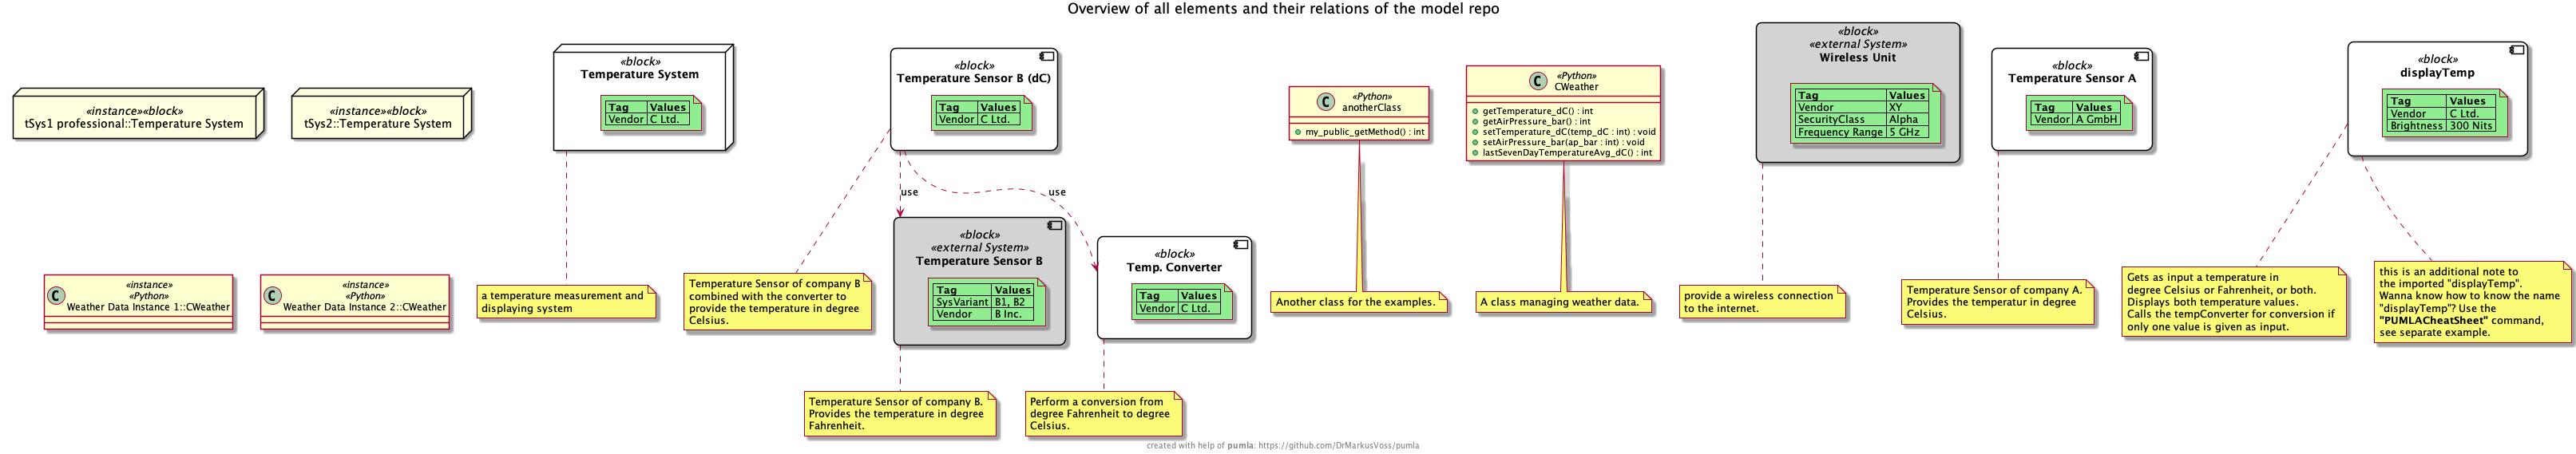 Overview of all elements and their relations of the model repo
«instance»«block»
tSys1 professional::Temperature System
«instance»«block»
tSys2::Temperature System
«block»
Temperature System
Tag Values
Vendor C Ltd.
«block»
Temperature Sensor B (dC)
Tag Values
Vendor C Ltd.
«Python»
anotherClass
my_public_getMethod() : int
«Python»
CWeather
getTemperature_dC() : int
getAirPressure_bar() : int
setTemperature_dC(temp_dC : int) : void
setAirPressure_bar(ap_bar : int) : void
lastSevenDayTemperatureAvg_dC() : int
«block»
«external System»
Wireless Unit
Tag Values
Vendor XY
SecurityClass Alpha
Frequency Range 5 GHz
«block»
Temperature Sensor A
Tag Values
Vendor A GmbH
«block»
displayTemp
Tag Values
Vendor C Ltd.
Brightness 300 Nits
use
use
«instance»
«Python»
Weather Data Instance 1::CWeather
«instance»
«Python»
Weather Data Instance 2::CWeather
a temperature measurement and
displaying system
Temperature Sensor of company B
combined with the converter to
provide the temperature in degree
Celsius.
«block»
«external System»
Temperature Sensor B
Tag Values
SysVariant B1, B2
Vendor B Inc.
«block»
Temp. Converter
Tag Values
Vendor C Ltd.
Another class for the examples.
A class managing weather data.
provide a wireless connection
to the internet.
Temperature Sensor of company A.
Provides the temperatur in degree
Celsius.
Gets as input a temperature in
degree Celsius or Fahrenheit, or both.
Displays both temperature values.
Calls the tempConverter for conversion if
only one value is given as input.
this is an additional note to
the imported "displayTemp".
Wanna know how to know the name
"displayTemp"? Use the
"PUMLACheatSheet" command,
see separate example.
Temperature Sensor of company B.
Provides the temperature in degree
Fahrenheit.
Perform a conversion from
degree Fahrenheit to degree
Celsius.
created with help of pumla: https://github.com/DrMarkusVoss/pumla